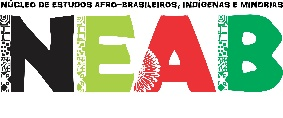 NÚCLEO DE ESTUDOS AFRO-BRASILEIROS, INDÍGENAS E MINORIAS
NEAB